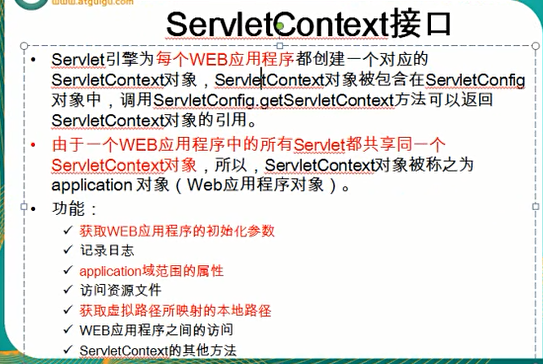 www.atguigu.com
ServletContext接口
• Servlet引擎为每个WEB应用程序都创建一个对应的
ServletContext对象，ServletContext对象被包含在ServletConfig
对象中，调用ServletConfig.getServletContext方法可以返回
ServletContext对象的引用。
• 由于一个WEB应用程序中的所有Servlet都共享同一个
ServletContext对象，所以，ServletContext对象被称之为
application 对象（Web应用程序对象）。
• 功能：
✓ 获取WEB应用程序的初始化参数
✓ 记录日志
✓ application域范围的属性
✓ 访问资源文件
✓ 获取虚拟路径所映射的本地路径
✓ WEB应用程序之间的访问
✓ ServletContext的其他方法